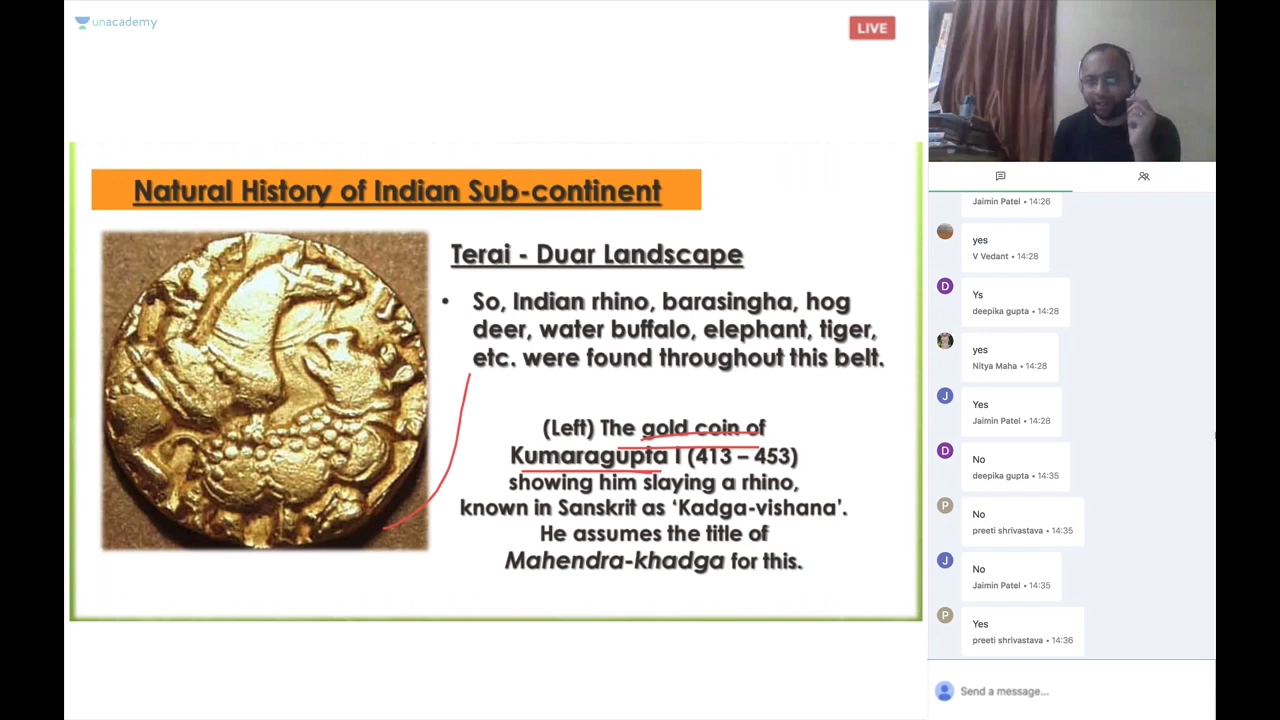 unacademy
LIVE
Natural History of Indian Sub-continent
Terai - Duar Landscape
• So, Indian rhino, barasingha, hog
deer, water buffalo, elephant, tiger,
etc. were found throughout this belt.
(Left) The gold coin of
Kumaragupta I (413 – 453)
showing him slaying a rhino,
known in Sanskrit as ‘Kadga-vishana’.
He assumes the title of
Mahendra-khadga for this.
Jaimin Patel • 14:26
yes
V Vedant • 14:28
D
Ys
deepika gupta • 14:28
yes
Nitya Maha • 14:28
J
Yes
Jaimin Patel • 14:28
D
No
deepika gupta • 14:35
P
No
preeti shrivastava • 14:35
J
No
Jaimin Patel • 14:35
P
Yes
preeti shrivastava • 14:36
Send a message...